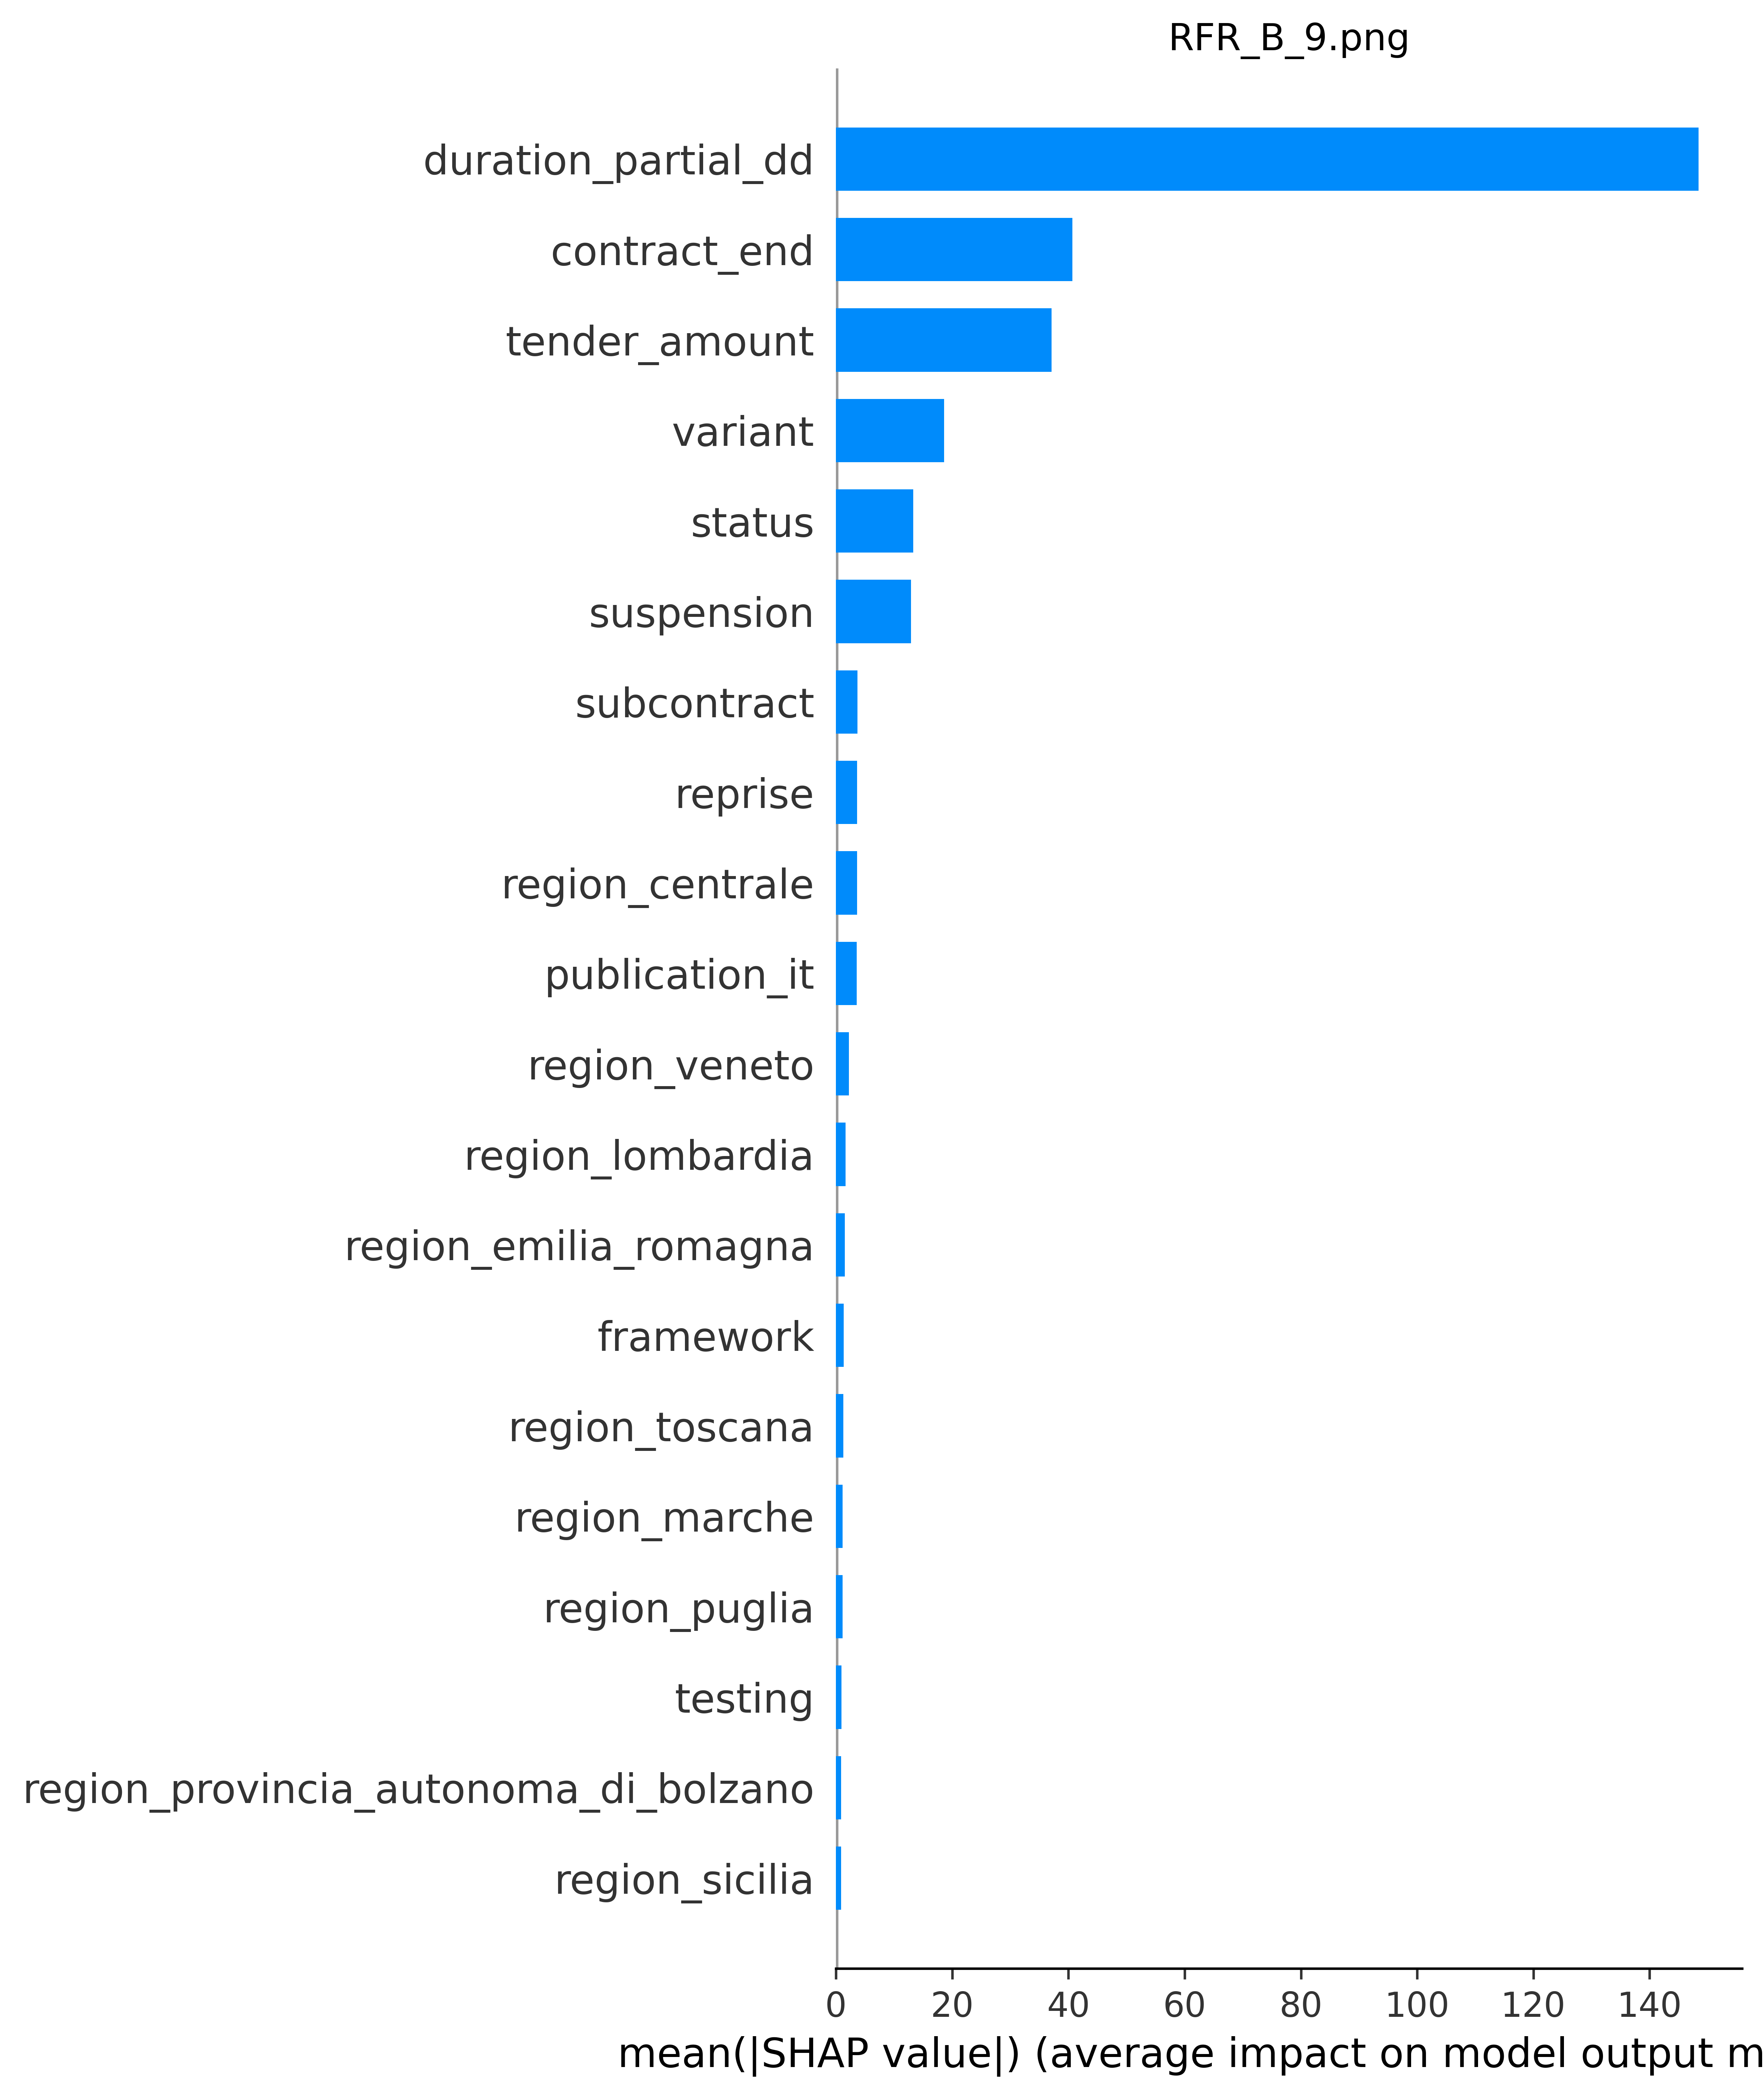 RFR_B_9.png
duration_partial_dd
contract_end
tender_amount
variant
status
suspension
subcontract
reprise
region_centrale
publication_it
region_veneto
region_lombardia
region_emilia_romagna
framework
region_toscana
region_marche
region_puglia
testing
region_provincia_autonoma_di_bolzano
region_sicilia
0 20 40 60 80 100 120 140
mean(|SHAP value|) (average impact on model output m